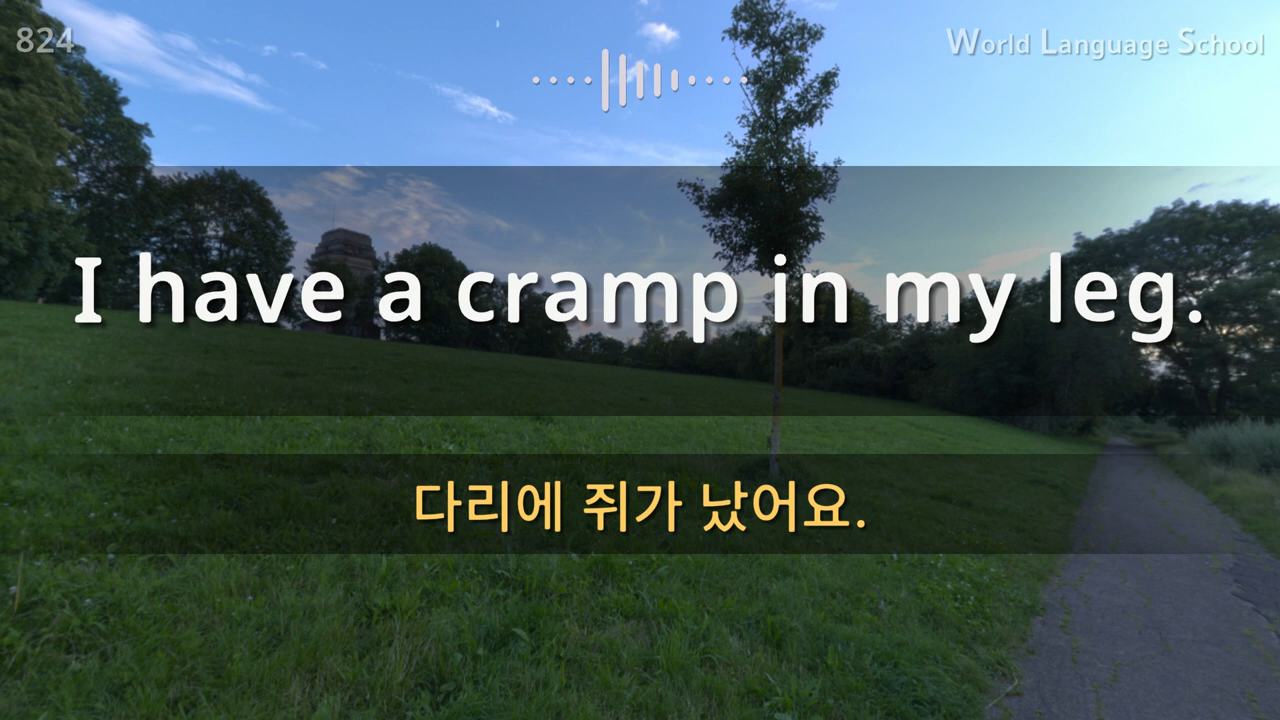 824
World Language School
I have a cramp in my leg.
다리에 쥐가 났어요.